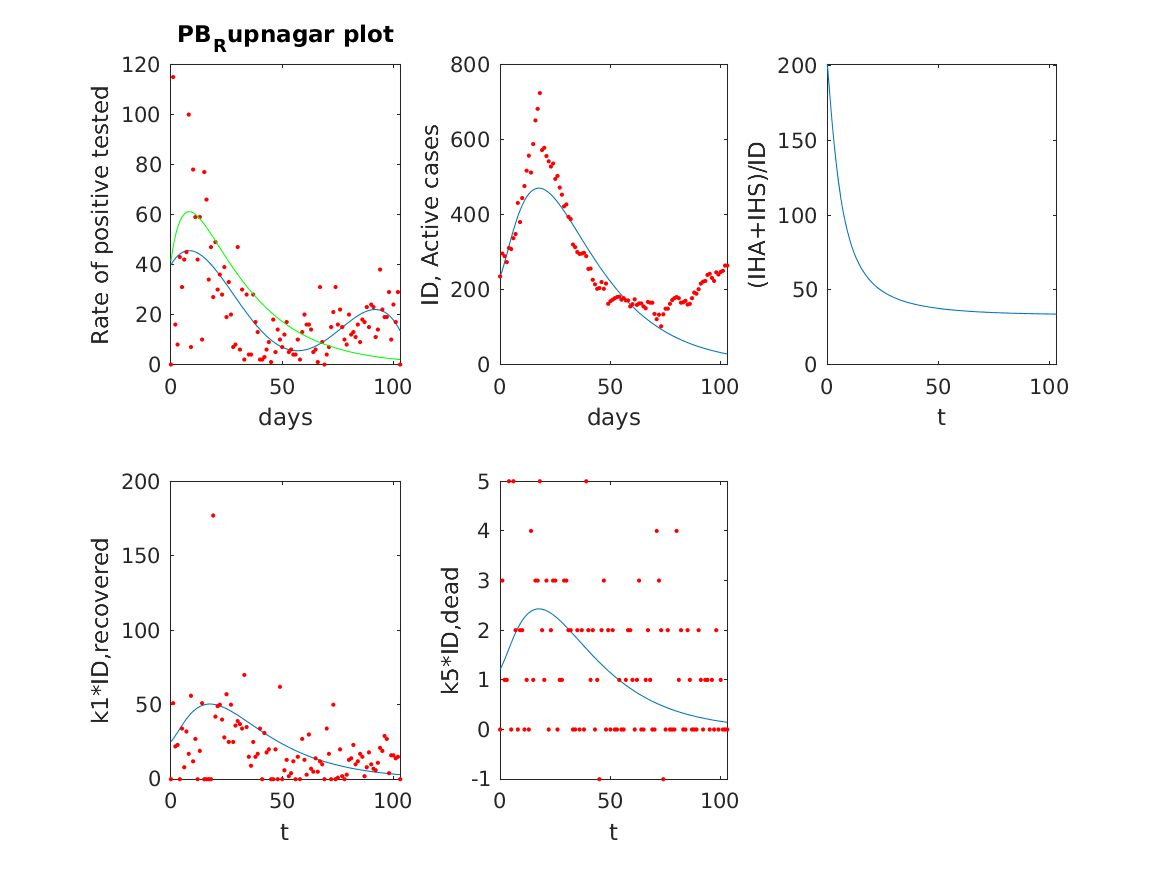 PB_Rupnagar plot
120
100
80
60
40
20
0
0 50 100
Rate of positive tested
days
800
600
400
200
0
0 50 100
ID, Active cases
days
200
150
100
50
0
0 50 100
(IHA+IHS)/ID
t
200
150
100
50
0
0 50 100
k1*ID,recovered
t
5
4
3
2
1
0
-1
0 50 100
k5*ID,dead
t